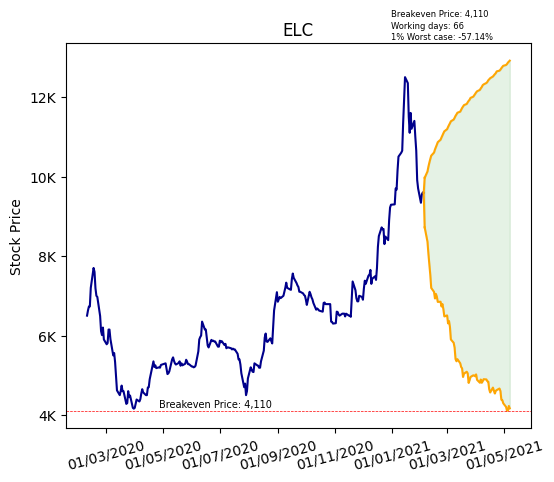 Breakeven Price: 4,110
Working days: 66
1% Worst case: -57.14%
ELC
Stock Price
12K
10K
8K
6K
4K
Breakeven Price: 4,110
01/03/2020
01/05/2020
01/07/2020
01/09/2020
01/11/2020
01/01/2021
01/03/2021
01/05/2021